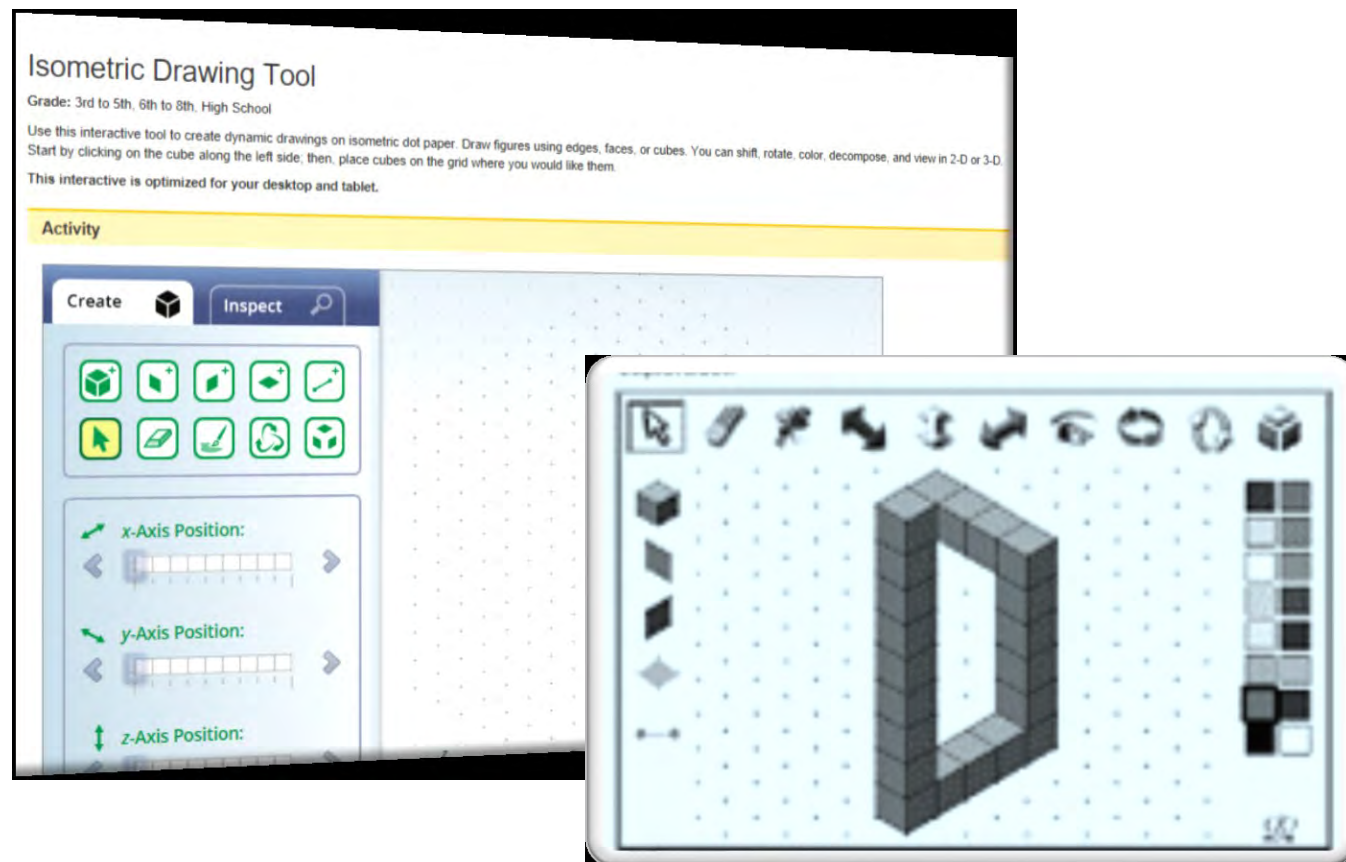 Isometric Drawing Tool
Grade: 3rd to 5th, 6th to 8th, High School
Use this interactive tool to create dynamic drawings on isometric dot paper. Draw figures using edges, faces, or cubes. You can shift, rotate, color, decompose, and view in 2-D or 3-D.
Start by clicking on the cube along the left side; then, place cubes on the grid where you would like them.
This interactive is optimized for your desktop and tablet.
Activity
Create
Inspect
x-Axis Position:
y-Axis Position:
z-Axis Position: